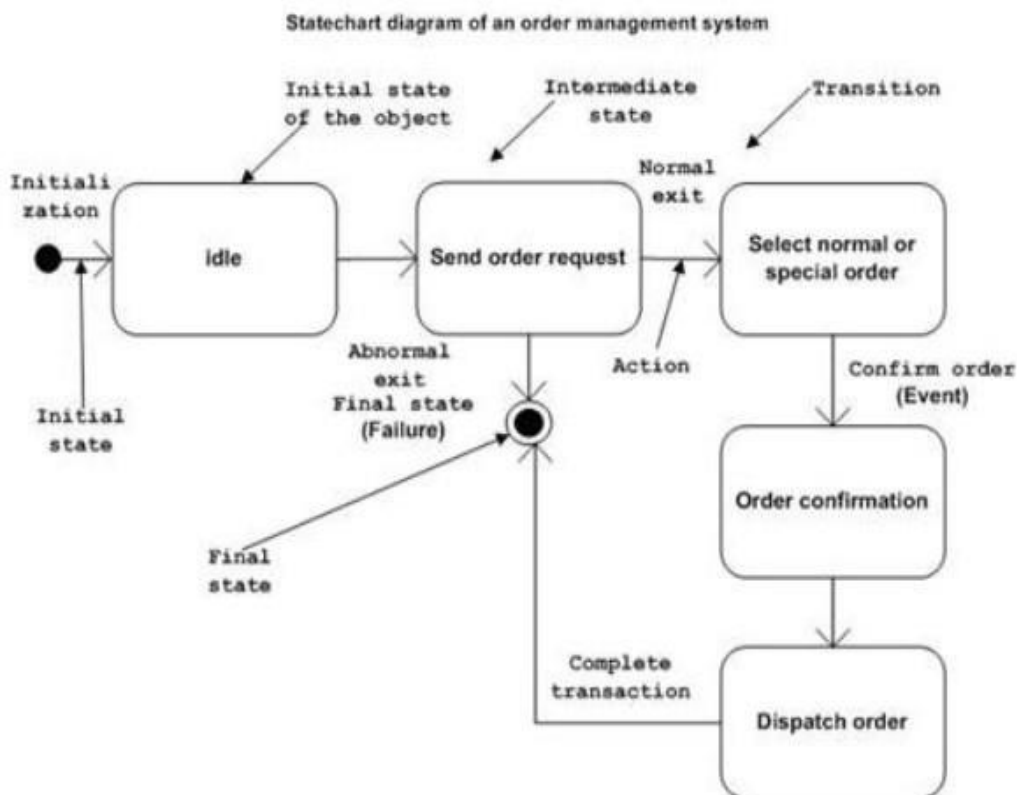 Statechart diagram of an order management system
Initial state
of the object
Intermediate
state
Transition
Initiali
zation
Normal
exit
idle
Send order request
Select normal or
special order
Abnormal
exit
Final state
(Failure)
Action
Confirm order
(Event)
Initial
state
Order confirmation
Final
state
Complete
transaction
Dispatch order